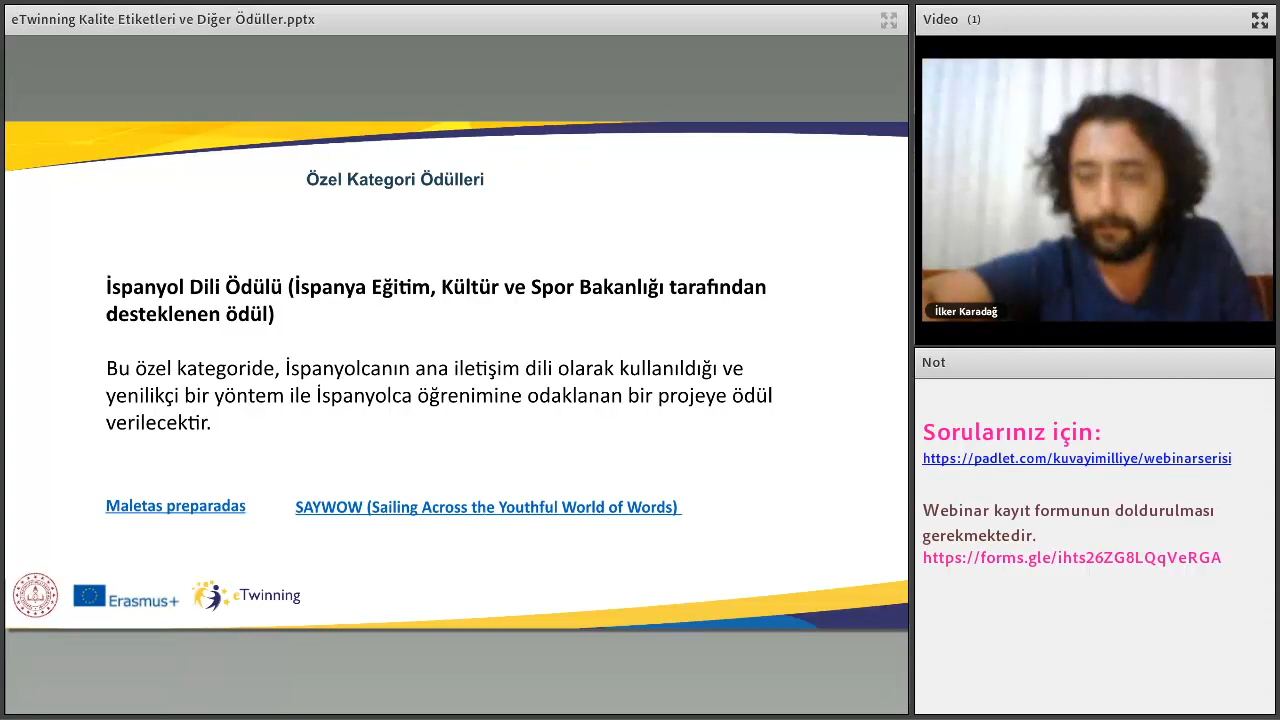 eTwinning Kalite Etiketleri ve Diğer Ödüller.pptx
Özel Kategori Ödülleri
İspanyol Dili Ödülü (İspanya Eğitim, Kültür ve Spor Bakanlığı tarafından
desteklenen ödül)
Bu özel kategoride, İspanyolcanın ana iletişim dili olarak kullanıldığı ve
yenilikçi bir yöntem ile İspanyolca öğrenimine odaklanan bir projeye ödül
verilecektir.
Maletas preparadas
SAYWOW (Sailing Across the Youthful World of Words)
Erasmus+
eTwinning
Video (1)
İlker Karadağ
Not
Sorularınız için:
https://padlet.com/kuvayimilliye/webinarserisi
Webinar kayıt formunun doldurulması
gerekmektedir.
https://forms.gle/ihts26ZG8LQqVeRGA